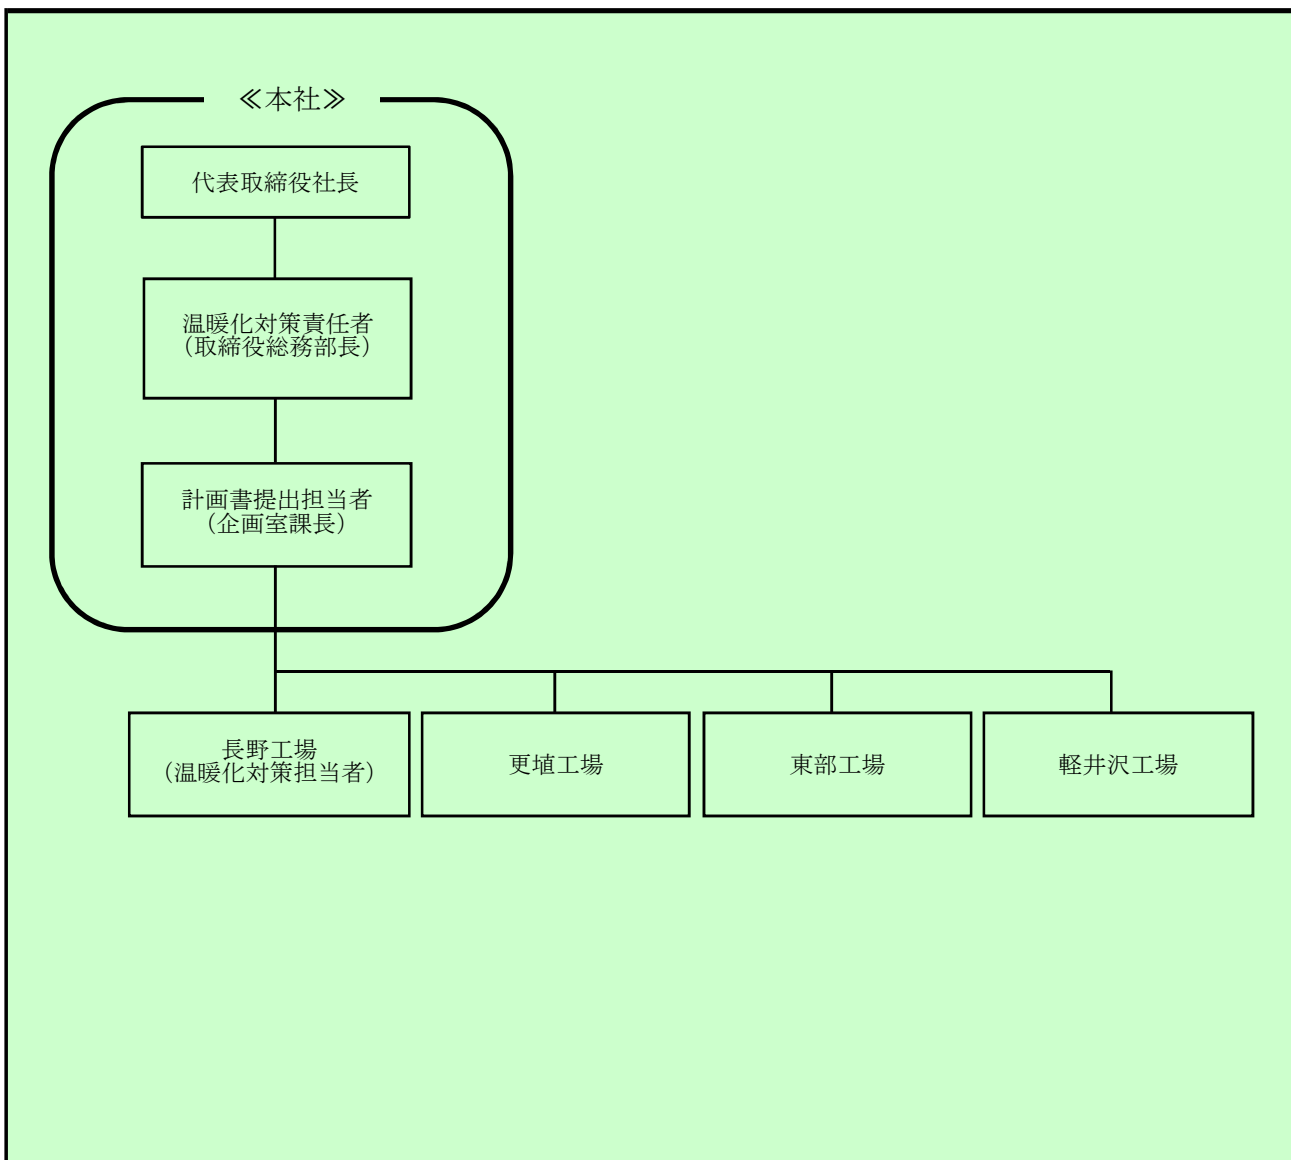 ≪本社≫
代表取締役社長
温暖化対策責任者
（取締役総務部長）
計画書提出担当者
（企画室課長）
長野工場
（温暖化対策担当者）
更埴工場
東部工場
軽井沢工場